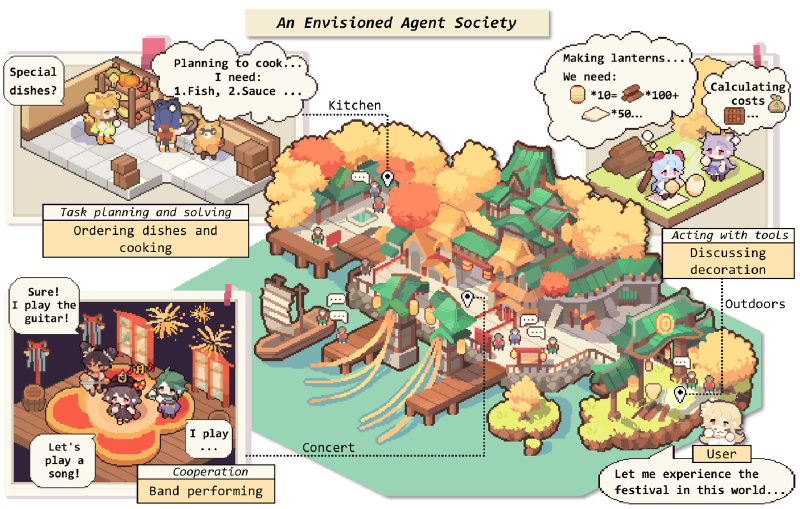 An Envisioned Agent Society
Special
dishes?
Planning to cook...
I need:
1.Fish, 2.Sauce ...
Kitchen
Making lanterns...
We need:
*10= *100+
*50...
Calculating
costs
...
Task planning and solving
Ordering dishes and
cooking
Acting with tools
Discussing
decoration
Outdoors
Sure!
I play the
guitar!
Let's
play a
song!
I play
...
Cooperation
Band performing
Concert
User
Let me experience the
festival in this world...